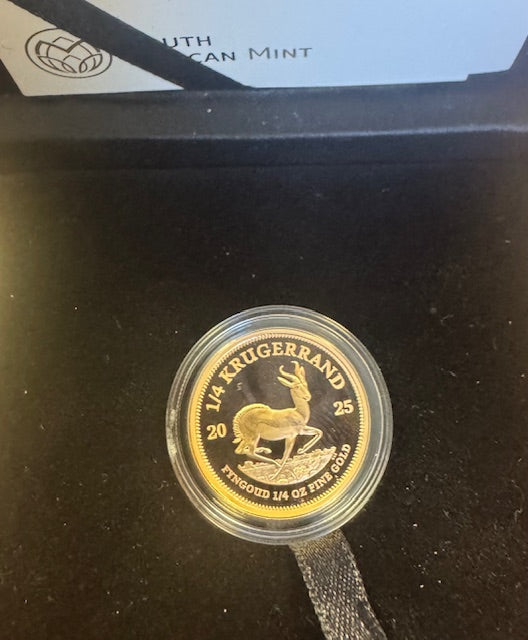 UTH
CAN MINT
1/4 KRUGERRAND
20 25
FYNGOUD 1/4 OZ FINE GOLD